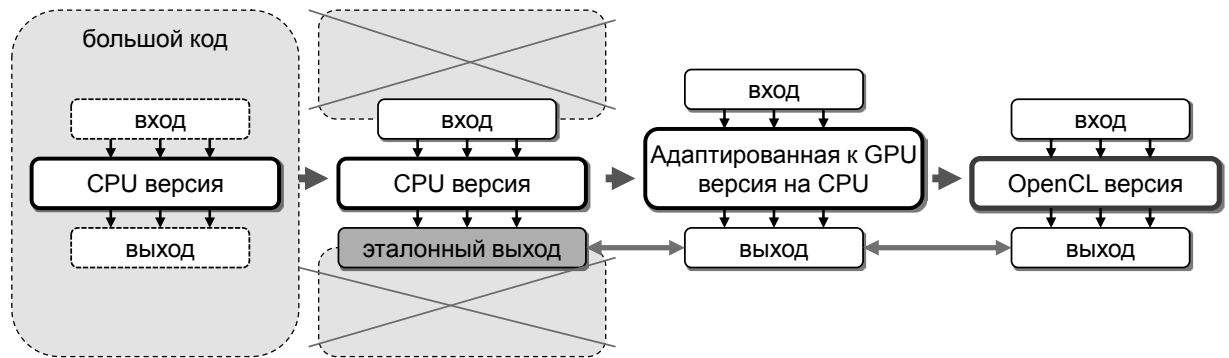 большой код
вход
CPU версия
выход
вход
CPU версия
эталонный выход
вход
Адаптированная к GPU
версия на CPU
выход
вход
OpenCL версия
выход